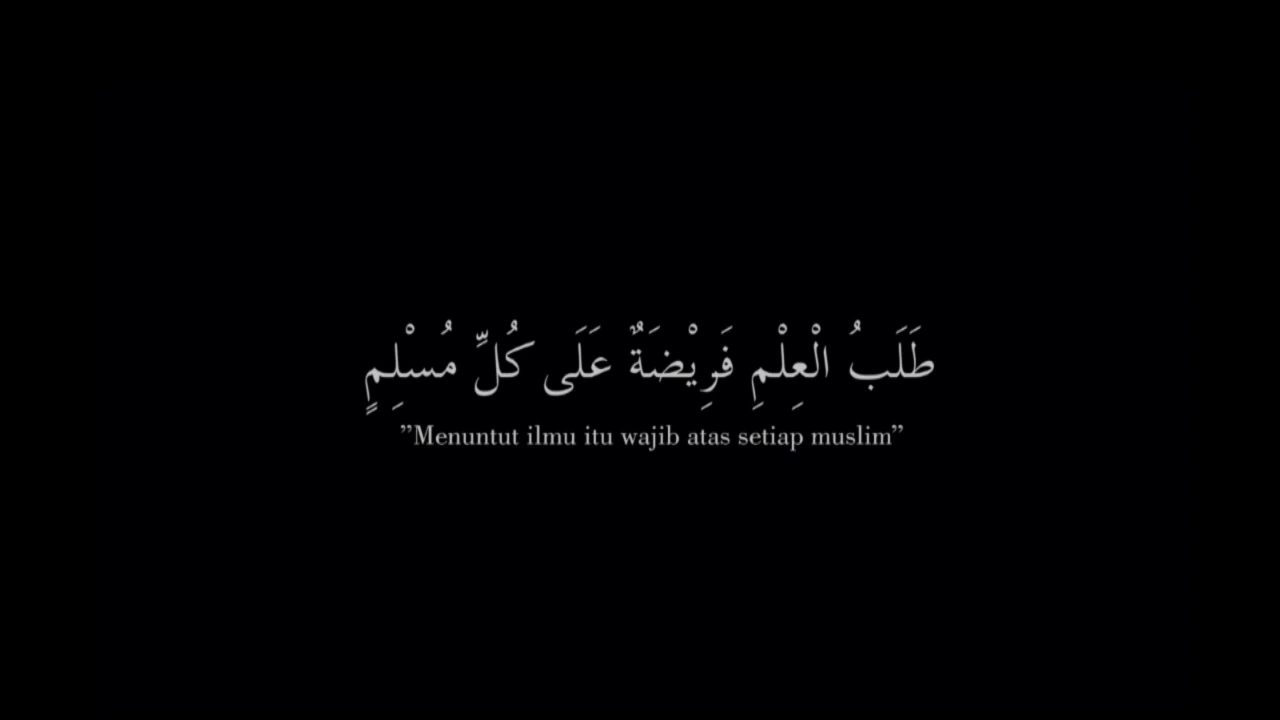 طَلَبُ الْعِلْمِ فَرِيْضَةٌ عَلَى كُلِّ مُسْلِمٍ
”Menuntut ilmu itu wajib atas setiap muslim”